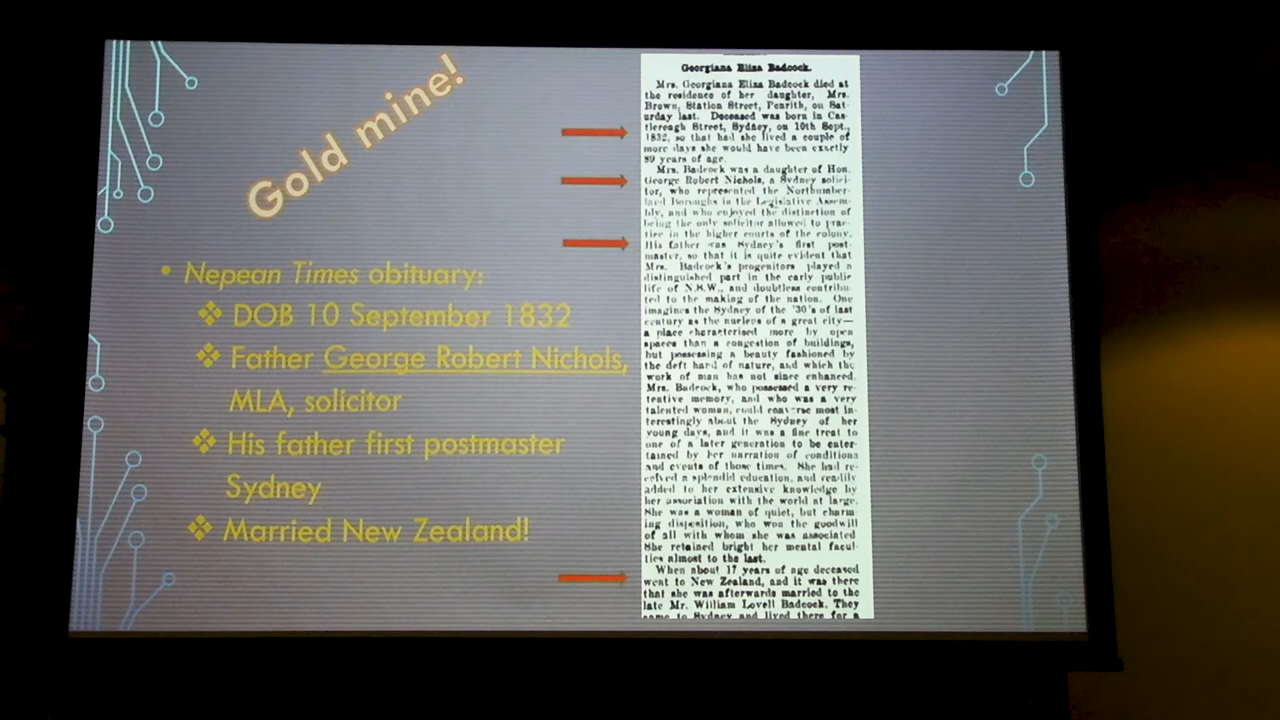 Gold mine!
• Nepean Times obituary:
❖ DOB 10 September 1832
❖ Father George Robert Nichols,
MLA, solicitor
❖ His father first postmaster
Sydney
❖ Married New Zealand!
Georgiana Eliza Badcock.
Mrs. Georgiana Eliza Badcock died at
the residence of her daughter, Mrs.
Brown, Station Street, Penrith, on Sat-
urday last. Deceased was born in Cas-
tlereagh Street, Sydney, on 10th Sept.,
1832, so that had she lived a couple of
more days she would have been exactly
89 years of age.
Mrs. Badcock was a daughter of Hon.
George Robert Nichols, a Sydney solici-
tor, who represented the Northumber-
land Boroughs in the Legislative Assem-
bly, and who enjoyed the distinction of
being the only solicitor allowed to prac-
tice in the higher courts of the colony.
His father was Sydney's first post-
master, so that it is quite evident that
Mrs. Badcock's progenitors played a
distinguished part in the early public
life of N.S.W., and doubtless contribu-
ted to the making of the nation. One
imagines the Sydney of the '30's of last
century as the nucleus of a great city—
a place characterised more by open
spaces than a congestion of buildings,
but possessing a beauty fashioned by
the deft hard of nature, and which the
work of man has not since enhanced.
Mrs. Badcock, who possessed a very re-
tentive memory, and who was a very
talented woman, could converse most in-
terestingly about the Sydney of her
young days, and it was a fine treat to
one of a later generation to be enter-
tained by her narration of conditions
and events of those times. She had re-
ceived a splendid education, and readily
added to her extensive knowledge by
her association with the world at large.
She was a woman of quiet, but charm-
ing disposition, who won the goodwill
of all with whom she was associated
She retained bright her mental facul-
ties almost to the last.
When about 17 years of age deceased
went to New Zealand, and it was there
that she was afterwards married to the
late Mr. William Lovell Badcock. They
came to Sydney and lived there for a